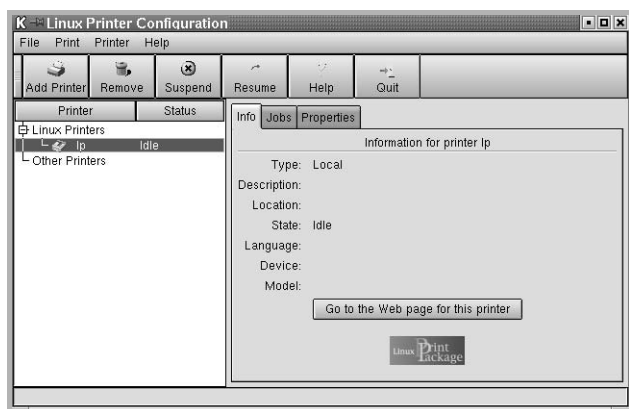 Linux Printer Configuration
File Print Printer Help
Add Printer Remove Suspend Resume Help Quit
Printer Status
Linux Printers
lp Idle
Other Printers
Info Jobs Properties
Information for printer lp
Type: Local
Description:
Location:
State: Idle
Language:
Device:
Model:
Go to the Web page for this printer
Linux Print Package